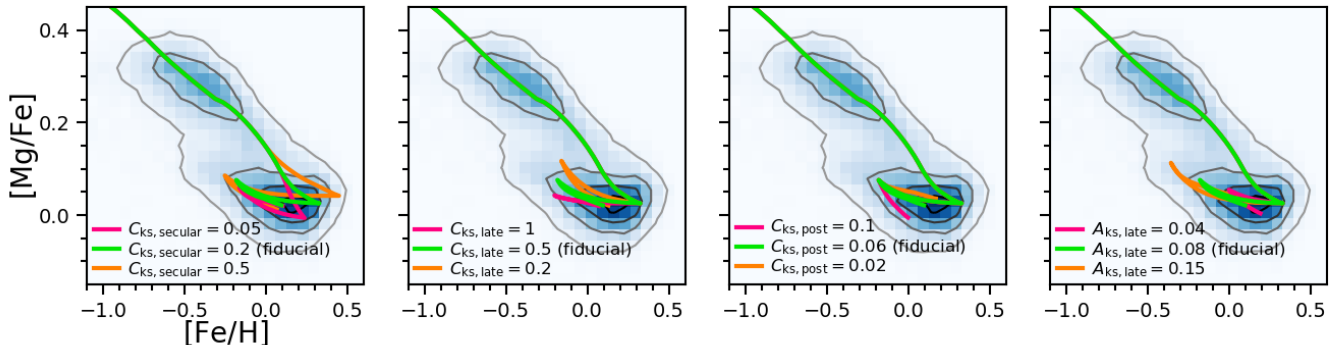 0.4
0.2
0.0
[Mg/Fe]
C_ks,secular = 0.05
C_ks,secular = 0.2 (fiducial)
C_ks,secular = 0.5
−1.0 −0.5 0.0 0.5
[Fe/H]
C_ks,late = 1
C_ks,late = 0.5 (fiducial)
C_ks,late = 0.2
−1.0 −0.5 0.0 0.5
C_ks,post = 0.1
C_ks,post = 0.06 (fiducial)
C_ks,post = 0.02
−1.0 −0.5 0.0 0.5
A_ks,late = 0.04
A_ks,late = 0.08 (fiducial)
A_ks,late = 0.15
−1.0 −0.5 0.0 0.5